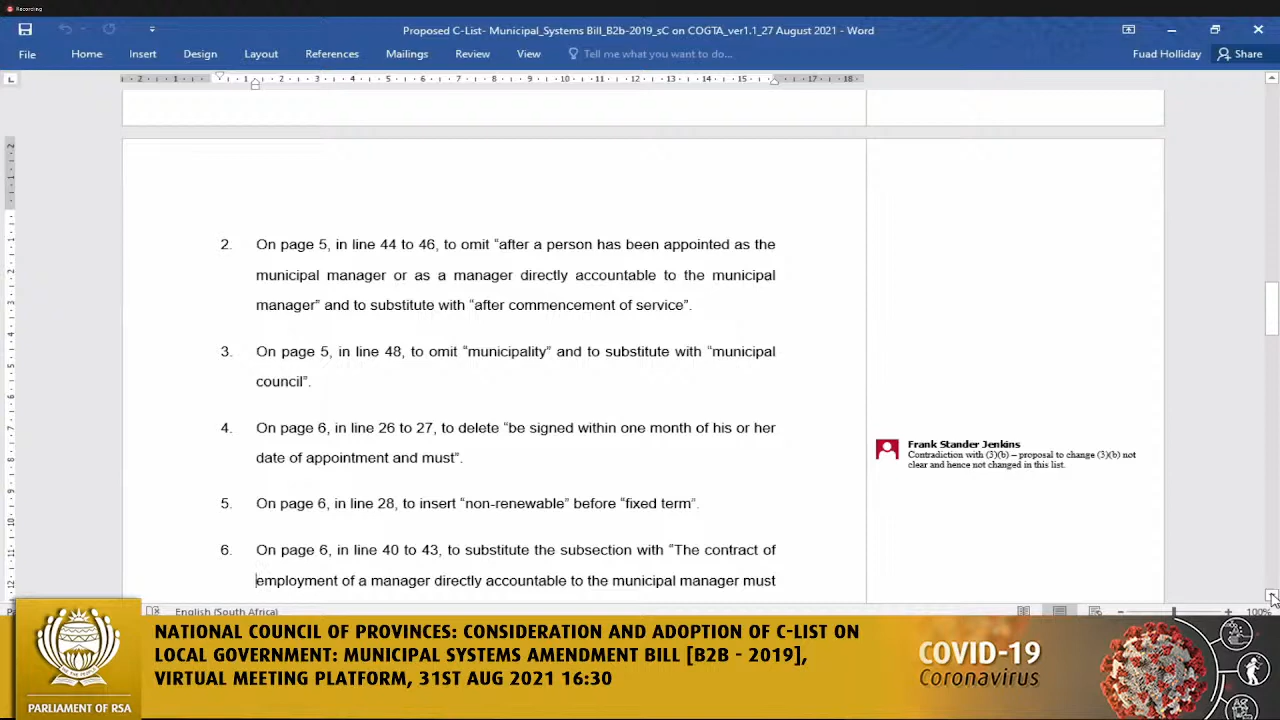 Recording
Proposed C-List- Municipal_Systems Bill_B2b-2019_sC on COGTA_ver1.1_27 August 2021 - Word
File Home Insert Design Layout References Mailings Review View Tell me what you want to do... Fuad Holliday Share
2. On page 5, in line 44 to 46, to omit “after a person has been appointed as the
municipal manager or as a manager directly accountable to the municipal
manager” and to substitute with “after commencement of service”.
3. On page 5, in line 48, to omit “municipality” and to substitute with “municipal
council”.
4. On page 6, in line 26 to 27, to delete “be signed within one month of his or her
date of appointment and must”.
Frank Stander Jenkins
Contradiction with (3)(b) – proposal to change (3)(b) not
clear and hence not changed in this list.
5. On page 6, in line 28, to insert “non-renewable” before “fixed term”.
6. On page 6, in line 40 to 43, to substitute the subsection with “The contract of
employment of a manager directly accountable to the municipal manager must
English (South Africa) 100%
PARLIAMENT OF RSA
NATIONAL COUNCIL OF PROVINCES: CONSIDERATION AND ADOPTION OF C-LIST ON
LOCAL GOVERNMENT: MUNICIPAL SYSTEMS AMENDMENT BILL [B2B - 2019],
VIRTUAL MEETING PLATFORM, 31ST AUG 2021 16:30
COVID-19
Coronavirus